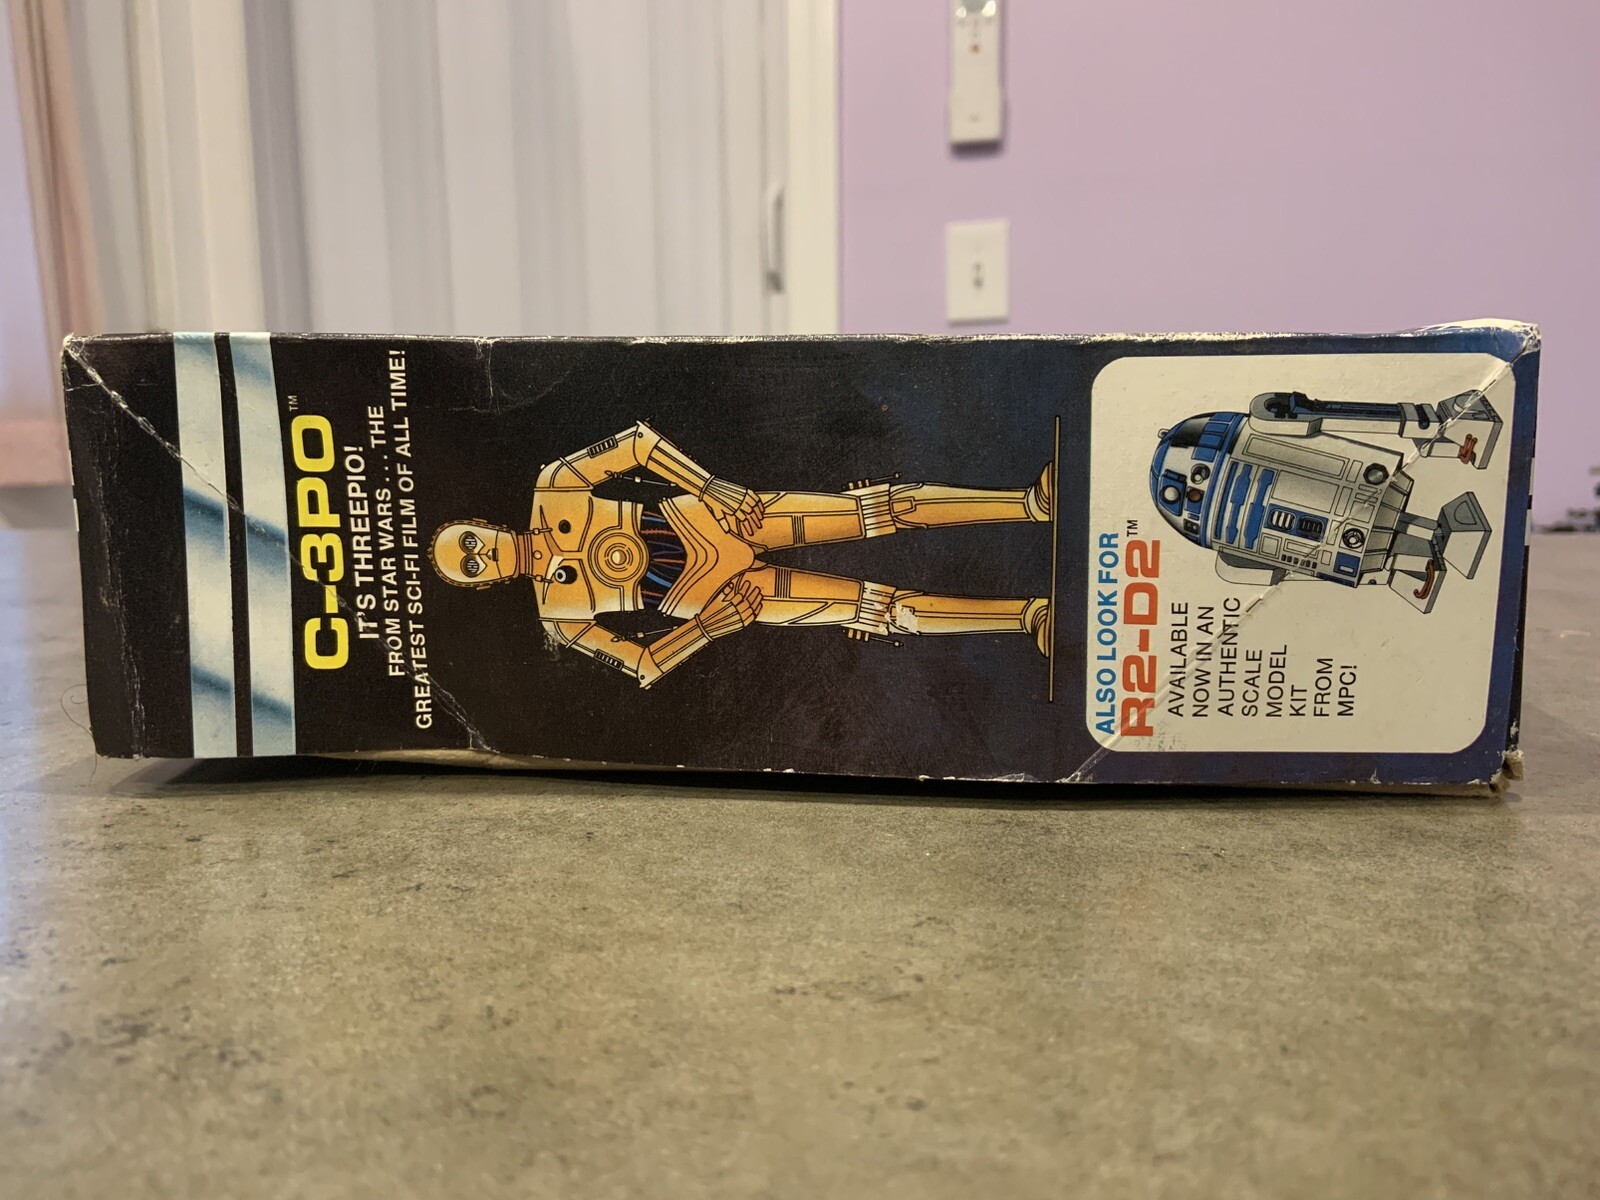 C-3PO™
IT'S THREEPIO!
FROM STAR WARS... THE
GREATEST SCI-FI FILM OF ALL TIME!
ALSO LOOK FOR
R2-D2™
AVAILABLE
NOW IN AN
AUTHENTIC
SCALE
MODEL
KIT
FROM
MPC!